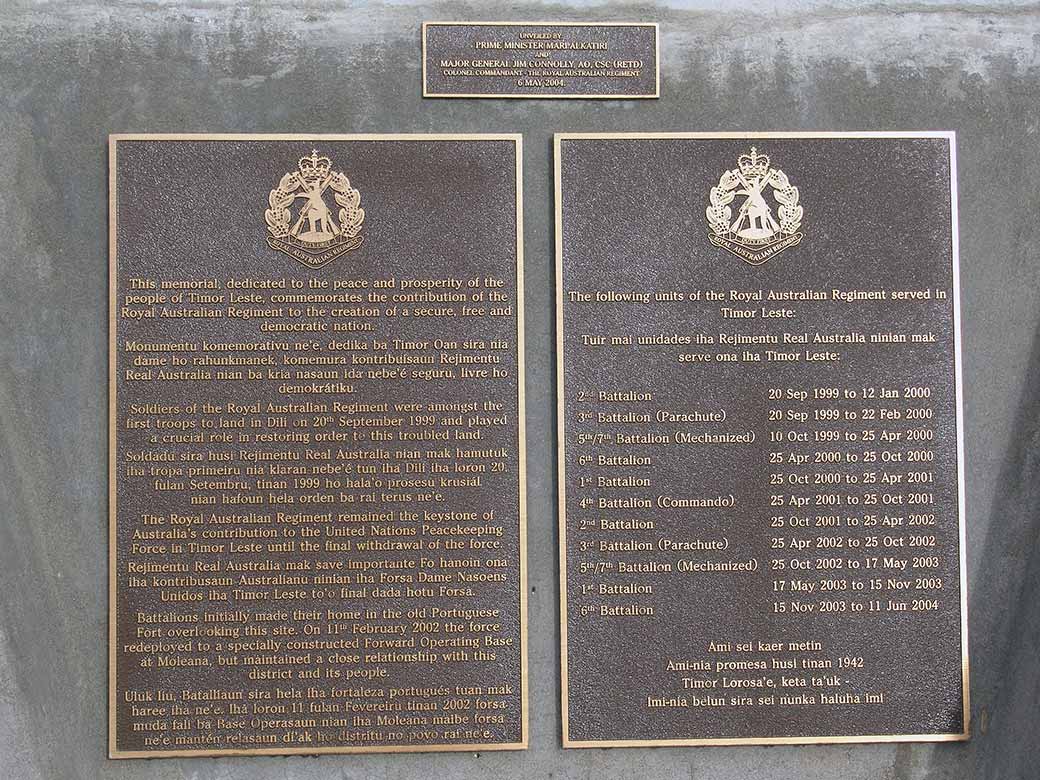 UNVEILED BY
PRIME MINISTER MARPALKATIRI
AND
MAJOR GENERAL JIM CONNOLLY, AO, CSC (RETD)
COLONEL COMMANDANT - THE ROYAL AUSTRALIAN REGIMENT
6 MAY 2004
DUTY FIRST
ROYAL AUSTRALIAN REGIMENT
This memorial, dedicated to the peace and prosperity of the
people of Timor Leste, commemorates the contribution of the
Royal Australian Regiment to the creation of a secure, free and
democratic nation.
Monumentu komemorativu ne'e, dedika ba Timor Oan sira nia
dame ho rahunkmanek, komemura kontribuisaun Rejimentu
Real Australia nian ba kria nasaun ida nebe'é seguru, livre ho
demokrátiku.
Soldiers of the Royal Australian Regiment were amongst the
first troops to land in Dili on 20th September 1999 and played
a crucial role in restoring order to this troubled land.
Soldadu sira husi Rejimentu Real Australia nian mak hamutuk
iha tropa primeiru nia klaran nebe'é tun iha Dili iha loron 20.
fulan Setembru, tinan 1999 ho hala'o prosesu krusiál
nian hafoun hela orden ba rai terus ne'e.
The Royal Australian Regiment remained the keystone of
Australia's contribution to the United Nations Peacekeeping
Force in Timor Leste until the final withdrawal of the force.
Rejimentu Real Australia mak save importante Fo hanoin ona
iha kontribusaun Australianu ninian iha Forsa Dame Nasoens
Unidos iha Timor Leste to'o final dada hotu Forsa.
Battalions initially made their home in the old Portuguese
Fort overlooking this site. On 11th February 2002 the force
redeployed to a specially constructed Forward Operating Base
at Moleana, but maintained a close relationship with this
district and its people.
Uluk liu, Batalliaun sira hela iha fortaleza portugués tuan mak
haree iha ne'e. Iha loron 11 fulan Fevereiru tinan 2002 forsa
muda fali ba Base Operasaun nian iha Moleana maibe forsa
ne'e mantén relasaun di'ak ho distritu no povo rai ne'e.
DUTY FIRST
ROYAL AUSTRALIAN REGIMENT
The following units of the Royal Australian Regiment served in
Timor Leste:
Tuir mai unidades iha Rejimentu Real Australia ninian mak
serve ona iha Timor Leste:
2nd Battalion 20 Sep 1999 to 12 Jan 2000
3rd Battalion (Parachute) 20 Sep 1999 to 22 Feb 2000
5th/7th Battalion (Mechanized) 10 Oct 1999 to 25 Apr 2000
6th Battalion 25 Apr 2000 to 25 Oct 2000
1st Battalion 25 Oct 2000 to 25 Apr 2001
4th Battalion (Commando) 25 Apr 2001 to 25 Oct 2001
2nd Battalion 25 Oct 2001 to 25 Apr 2002
3rd Battalion (Parachute) 25 Apr 2002 to 25 Oct 2002
5th/7th Battalion (Mechanized) 25 Oct 2002 to 17 May 2003
1st Battalion 17 May 2003 to 15 Nov 2003
6th Battalion 15 Nov 2003 to 11 Jun 2004
Ami sei kaer metin
Ami-nia promesa husi tinan 1942
Timor Lorosa'e, keta ta'uk -
Imi-nia belun sira sei nunka haluha imi